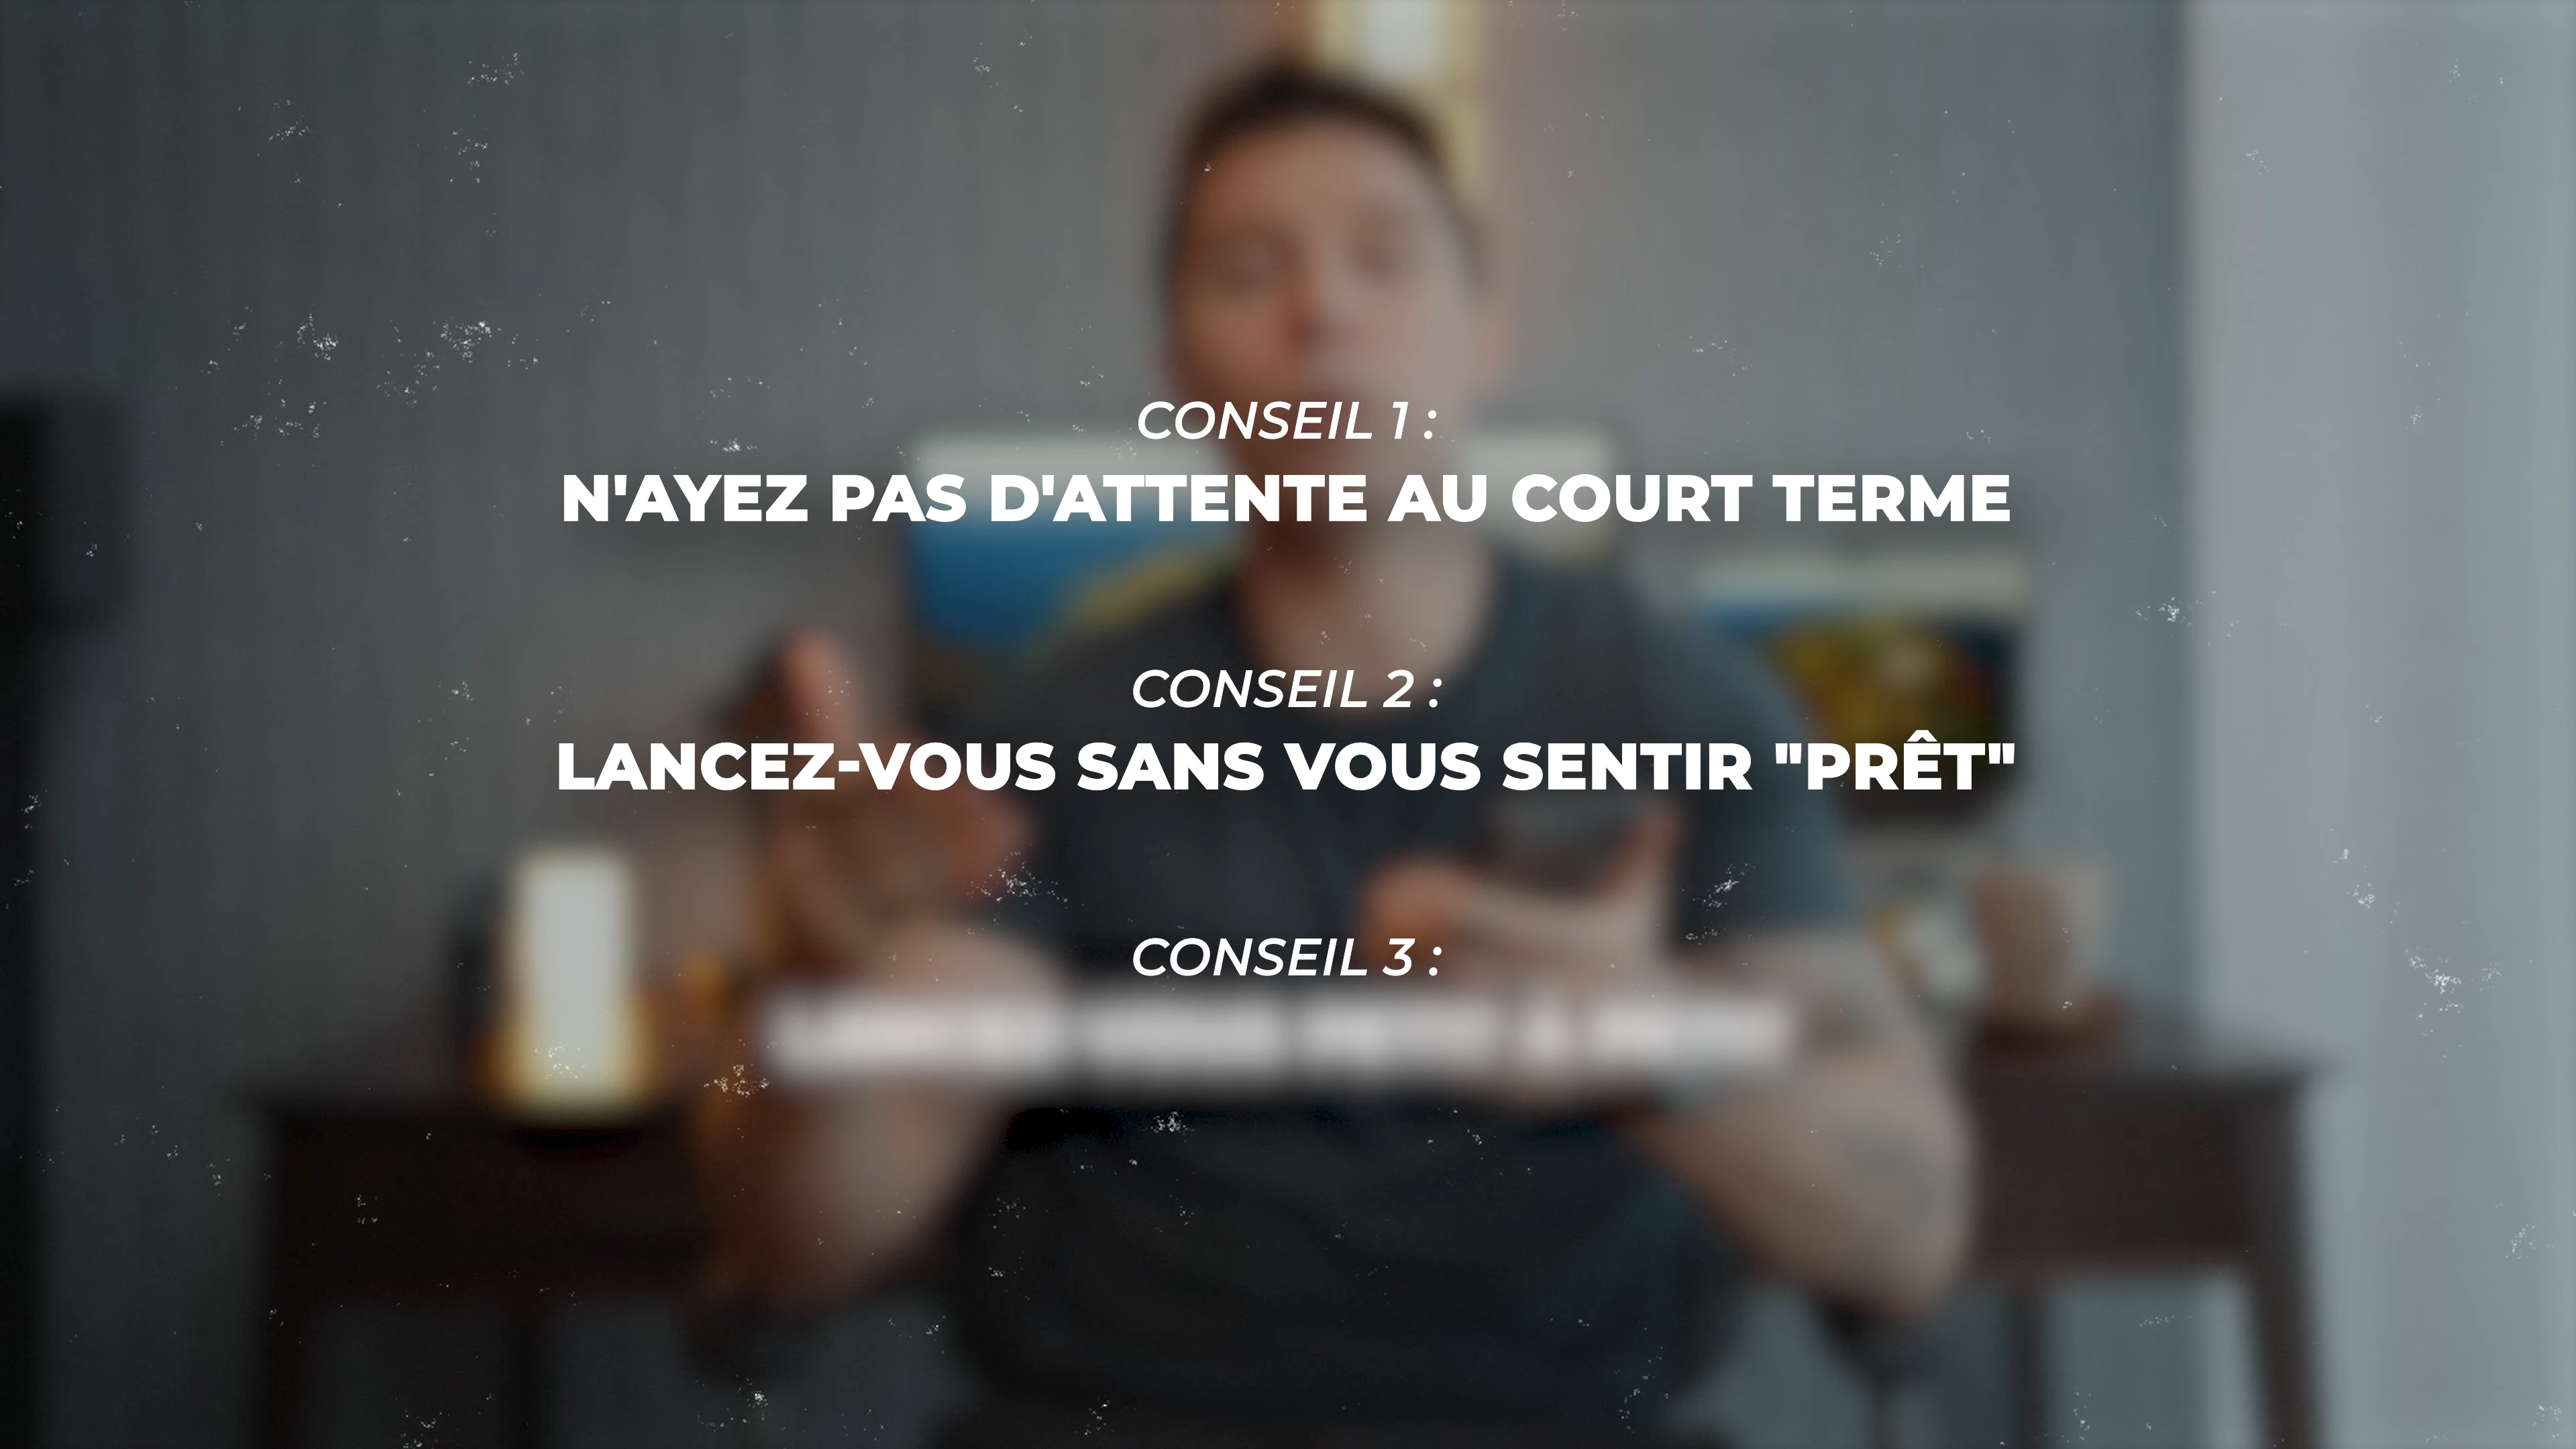 CONSEIL 1 :
N'AYEZ PAS D'ATTENTE AU COURT TERME
CONSEIL 2 :
LANCEZ-VOUS SANS VOUS SENTIR "PRÊT"
CONSEIL 3 :